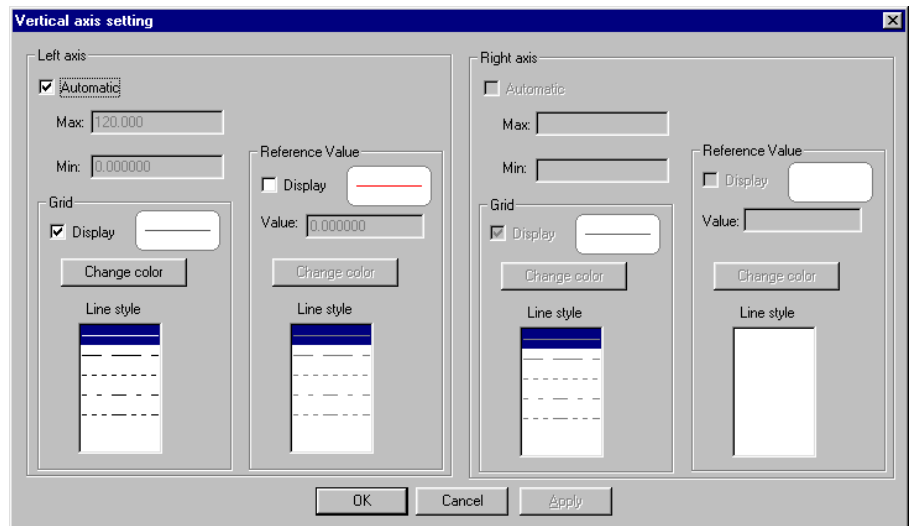 Vertical axis setting
Left axis
Automatic
Max: 120.000
Min: 0.000000
Grid
Display
Change color
Line style
Reference Value
Display
Value: 0.000000
Change color
Line style
Right axis
Automatic
Max:
Min:
Grid
Display
Change color
Line style
Reference Value
Display
Value:
Change color
Line style
OK
Cancel
Apply